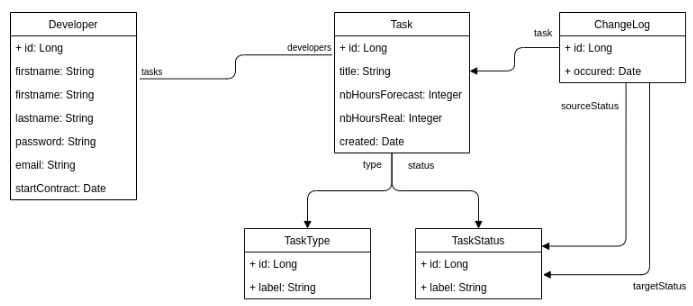 Developer
+ id: Long
firstname: String
firstname: String
lastname: String
password: String
email: String
startContract: Date
tasks
developers
Task
+ id: Long
title: String
nbHoursForecast: Integer
nbHoursReal: Integer
created: Date
task
ChangeLog
+ id: Long
+ occured: Date
sourceStatus
type
status
TaskType
+ id: Long
+ label: String
TaskStatus
+ id: Long
+ label: String
targetStatus